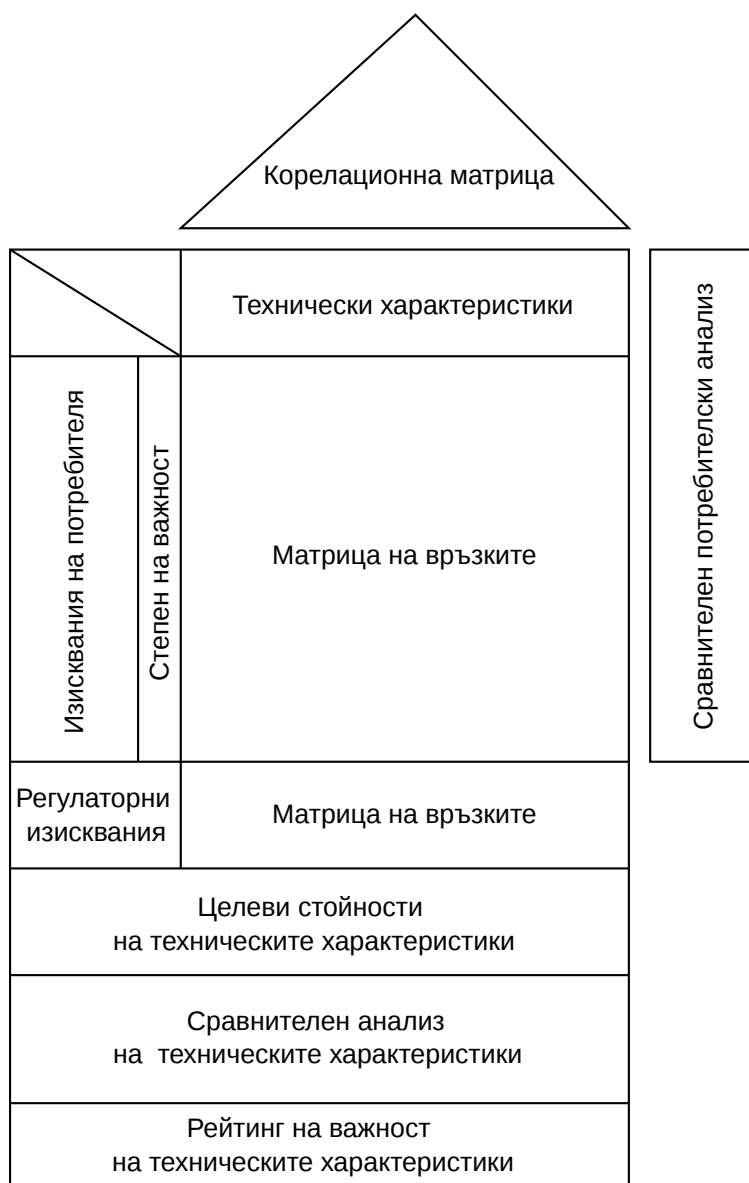 Корелационна матрица
Технически характеристики
Сравнителен потребителски анализ
Изисквания на потребителя
Степен на важност
Матрица на връзките
Регулаторни
изисквания
Матрица на връзките
Целеви стойности
на техническите характеристики
Сравнителен анализ
на  техническите характеристики
Рейтинг на важност
на техническите характеристики